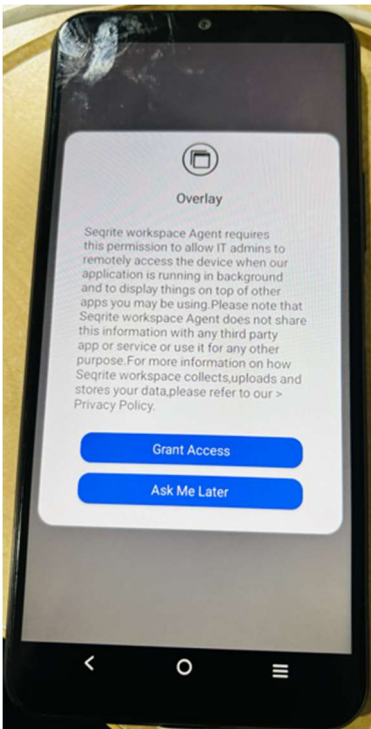 Overlay
Seqrite workspace Agent requires
this permission to allow IT admins to
remotely access the device when our
application is running in background
and to display things on top of other
apps you may be using.Please note that
Seqrite workspace Agent does not share
this information with any third party
app or service or use it for any other
purpose.For more information on how
Seqrite workspace collects,uploads and
stores your data,please refer to our >
Privacy Policy.
Grant Access
Ask Me Later